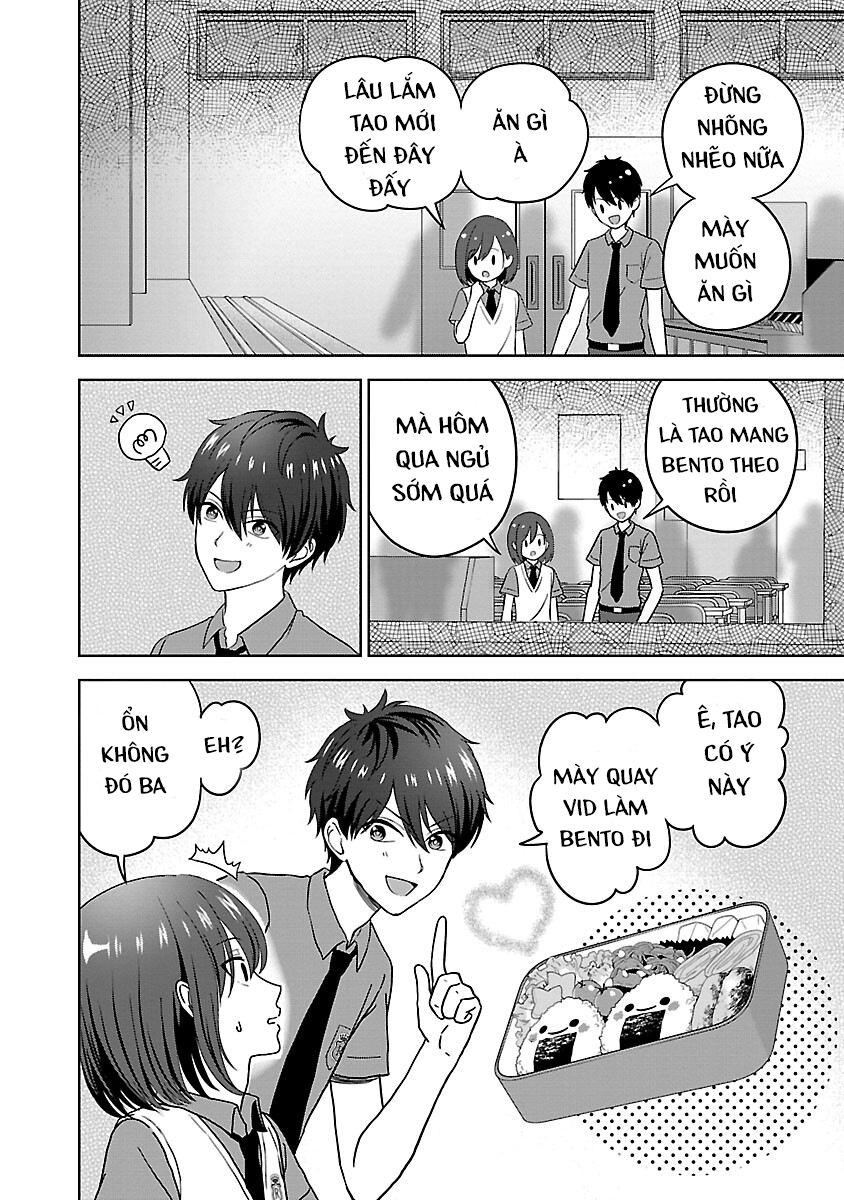 ĐỪNG
NHÕNG
NHẼO NỮA
MÀY
MUỐN
ĂN GÌ
ĂN GÌ
À
LÂU LẮM
TAO MỚI
ĐẾN ĐÂY
ĐẤY
THƯỜNG
LÀ TAO MANG
BENTO THEO
RỒI
MÀ HÔM
QUA NGỦ
SỚM QUÁ
Ê, TAO
CÓ Ý
NÀY
MÀY QUAY
VID LÀM
BENTO ĐI
EH?
ỔN
KHÔNG
ĐÓ BA